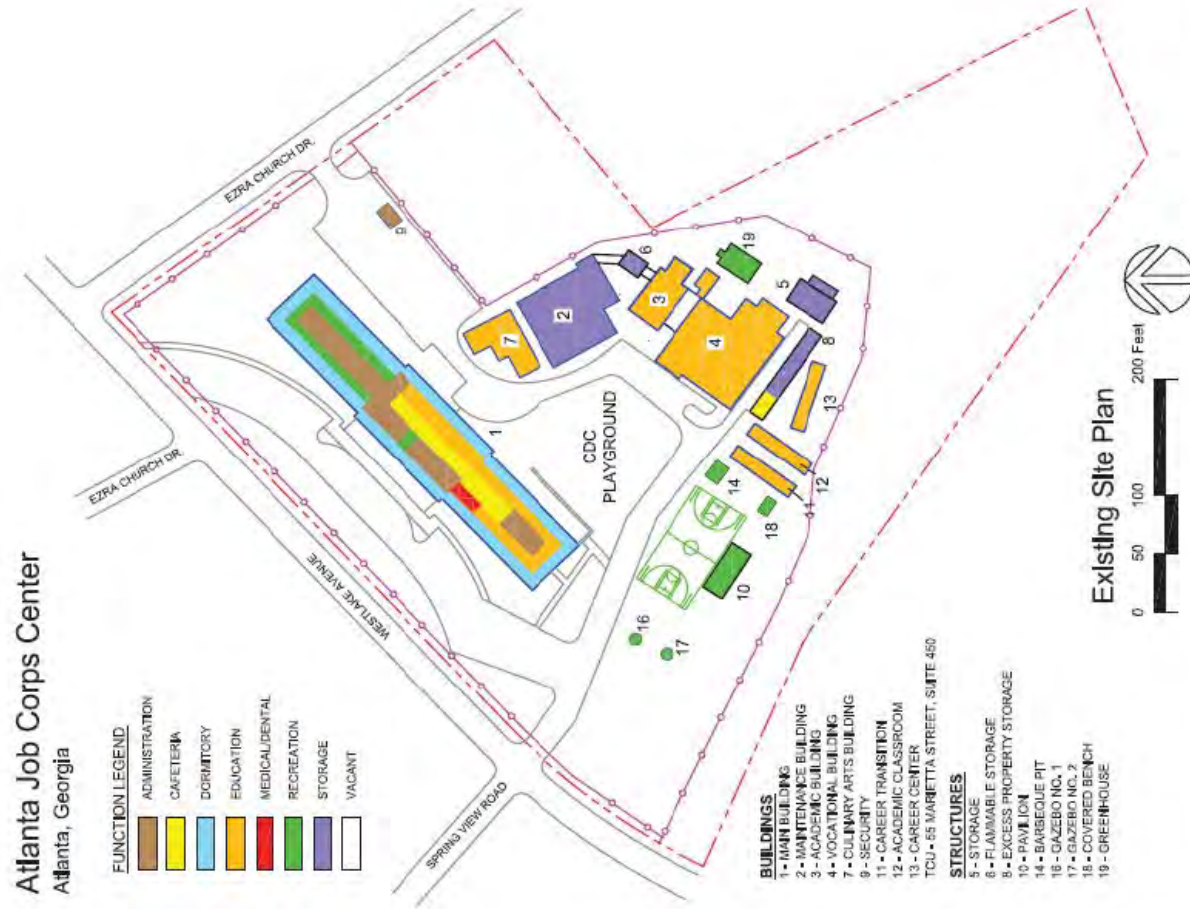 Atlanta Job Corps Center
Atlanta, Georgia
FUNCTION LEGEND
ADMINISTRATION
CAFETERIA
DORMITORY
EDUCATION
MEDICAL/DENTAL
RECREATION
STORAGE
VACANT
EZRA CHURCH DR.
EZRA CHURCH DR.
WESTLAKE AVENUE
SPRING VIEW ROAD
CDC
PLAYGROUND
1
2
3
4
5
6
7
8
9
10
11
12
13
14
16
17
18
19
BUILDINGS
1 - MAIN BUILDING
2 - MAINTENANCE BUILDING
3 - ACADEMIC BUILDING
4 - VOCATIONAL BUILDING
7 - CULINARY ARTS BUILDING
9 - SECURITY
11 - CAREER TRANSITION
12 - ACADEMIC CLASSROOM
13 - CAREER CENTER
TCU - 55 MARIETTA STREET, SUITE 450
STRUCTURES
5 - STORAGE
6 - FLAMMABLE STORAGE
8 - EXCESS PROPERTY STORAGE
10 - PAVILION
14 - BARBEQUE PIT
16 - GAZEBO NO. 1
17 - GAZEBO NO. 2
18 - COVERED BENCH
19 - GREENHOUSE
Existing Site Plan
0 50 100 200 Feet